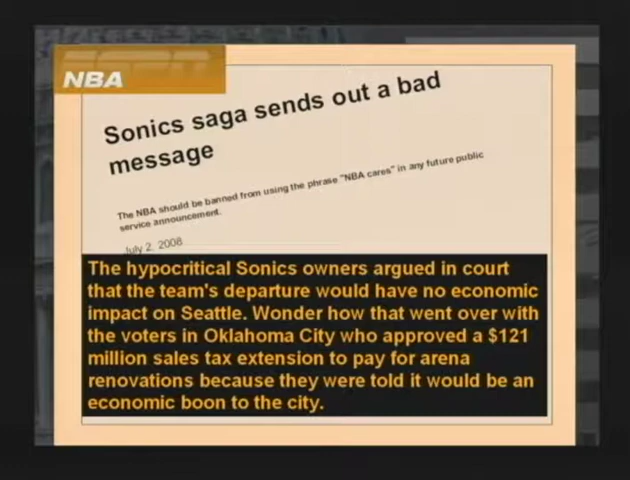 ESPN
NBA
Sonics saga sends out a bad
message
The NBA should be banned from using the phrase "NBA cares" in any future public
service announcement.
July 2, 2008
The hypocritical Sonics owners argued in court
that the team's departure would have no economic
impact on Seattle. Wonder how that went over with
the voters in Oklahoma City who approved a $121
million sales tax extension to pay for arena
renovations because they were told it would be an
economic boon to the city.